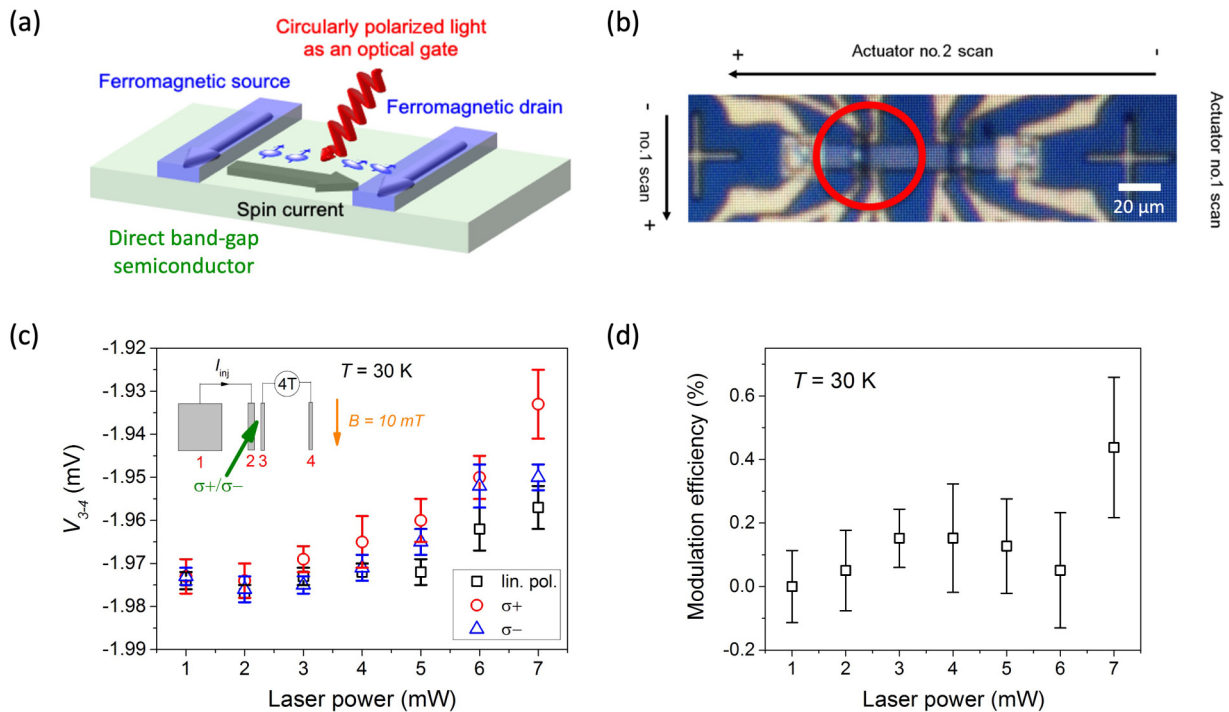 (a)
Circularly polarized light
as an optical gate
Ferromagnetic source
Ferromagnetic drain
Spin current
Direct band-gap
semiconductor
(b)
+ Actuator no.2 scan -
-
no.1 scan
+
Actuator no.1 scan
20 µm
(c)
-1.92
-1.93
-1.94
-1.95
-1.96
-1.97
-1.98
-1.99
V3-4 (mV)
Iinj
4T
T = 30 K
B = 10 mT
1 2 3 4
σ+/σ−
lin. pol.
σ+
σ−
1 2 3 4 5 6 7
Laser power (mW)
(d)
T = 30 K
0.6
0.4
0.2
0.0
-0.2
Modulation efficiency (%)
1 2 3 4 5 6 7
Laser power (mW)